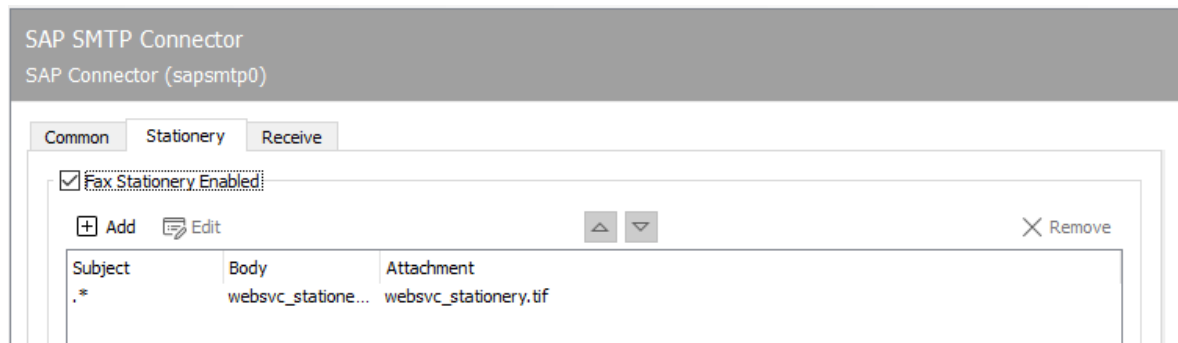 SAP SMTP Connector
SAP Connector (sapsmtp0)
Common Stationery Receive
Fax Stationery Enabled
Add Edit Remove
Subject Body Attachment
.* websvc_statione... websvc_stationery.tif